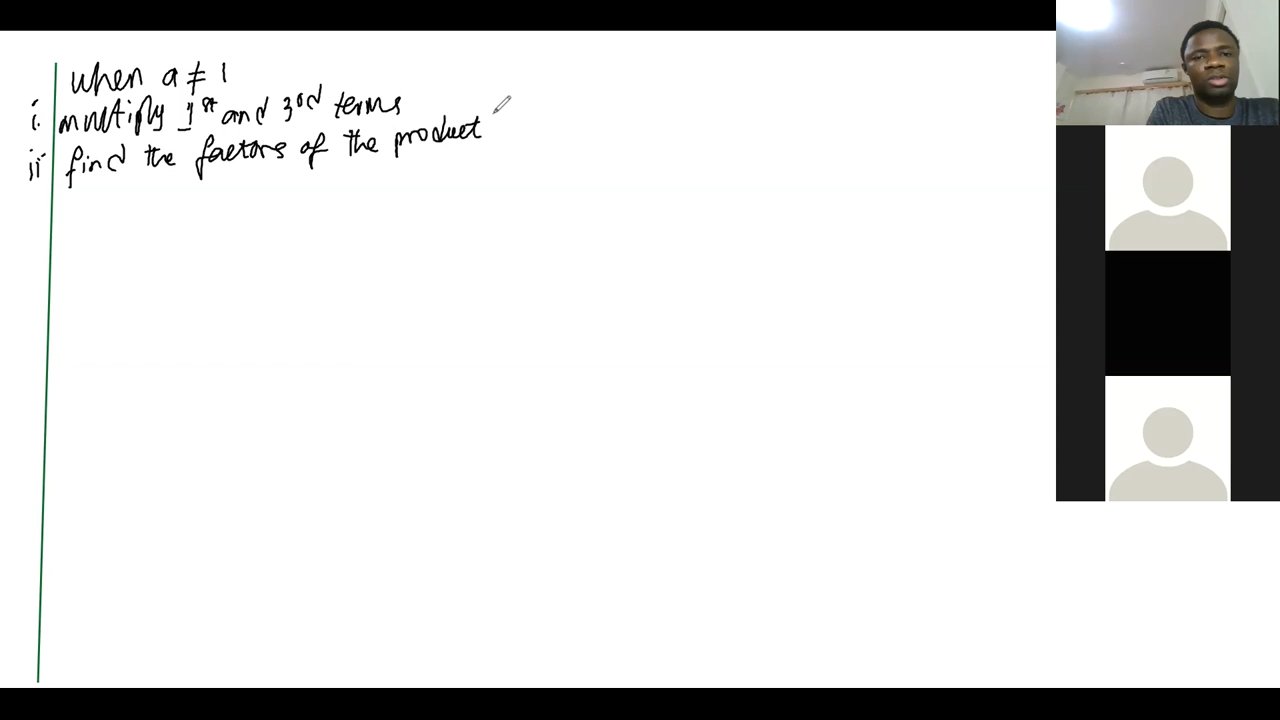 when a ≠ 1
i. multiply 1st and 3rd terms
ii find the factors of the product